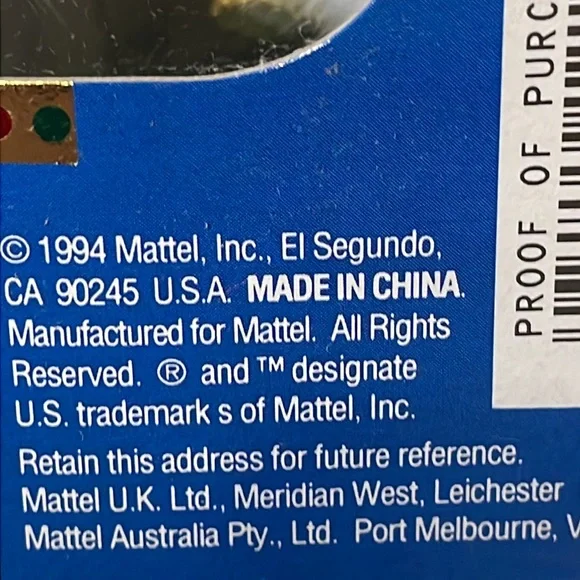 © 1994 Mattel, Inc., El Segundo,
CA 90245 U.S.A. MADE IN CHINA.
Manufactured for Mattel. All Rights
Reserved. ® and ™ designate
U.S. trademark s of Mattel, Inc.
Retain this address for future reference.
Mattel U.K. Ltd., Meridian West, Leichester
Mattel Australia Pty., Ltd. Port Melbourne, V
PROOF OF PURC